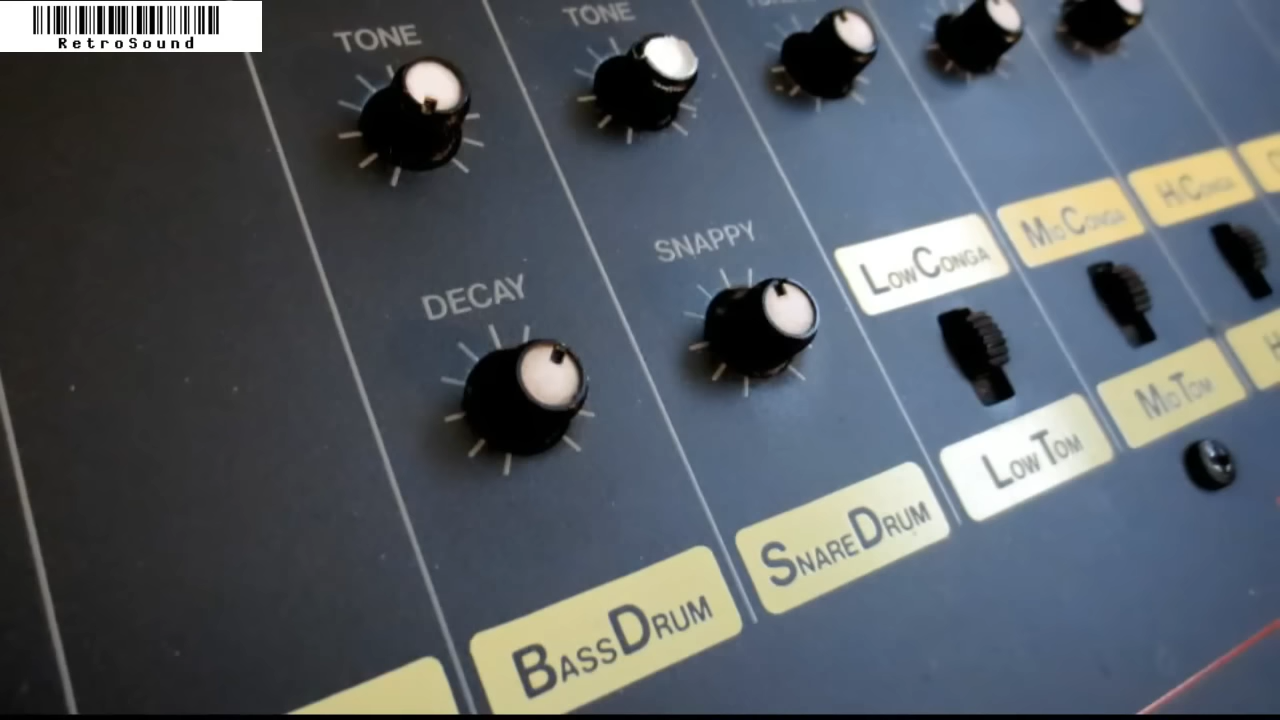 RetroSound
TONE
TONE
DECAY
SNAPPY
LOWCONGA
MIDCONGA
HICONGA
LOWTOM
MIDTOM
SNAREDRUM
BASSDRUM